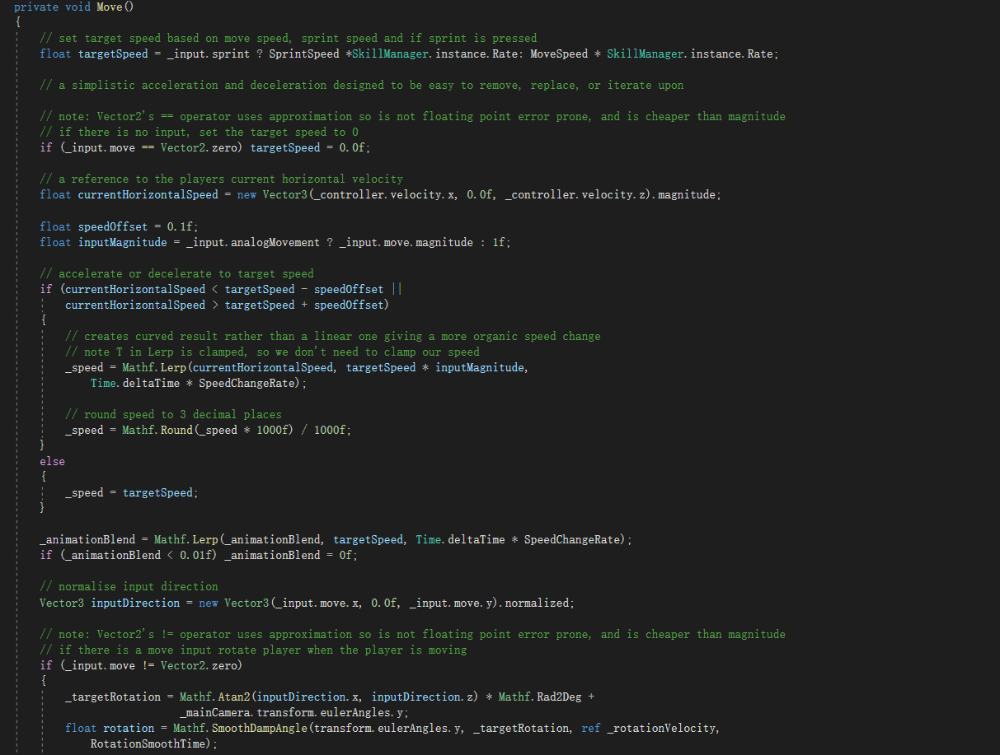 private void Move()
{
// set target speed based on move speed, sprint speed and if sprint is pressed
float targetSpeed = _input.sprint ? SprintSpeed *SkillManager.instance.Rate: MoveSpeed * SkillManager.instance.Rate;
// a simplistic acceleration and deceleration designed to be easy to remove, replace, or iterate upon
// note: Vector2's == operator uses approximation so is not floating point error prone, and is cheaper than magnitude
// if there is no input, set the target speed to 0
if (_input.move == Vector2.zero) targetSpeed = 0.0f;
// a reference to the players current horizontal velocity
float currentHorizontalSpeed = new Vector3(_controller.velocity.x, 0.0f, _controller.velocity.z).magnitude;
float speedOffset = 0.1f;
float inputMagnitude = _input.analogMovement ? _input.move.magnitude : 1f;
// accelerate or decelerate to target speed
if (currentHorizontalSpeed < targetSpeed - speedOffset ||
currentHorizontalSpeed > targetSpeed + speedOffset)
{
// creates curved result rather than a linear one giving a more organic speed change
// note T in Lerp is clamped, so we don't need to clamp our speed
_speed = Mathf.Lerp(currentHorizontalSpeed, targetSpeed * inputMagnitude,
Time.deltaTime * SpeedChangeRate);
// round speed to 3 decimal places
_speed = Mathf.Round(_speed * 1000f) / 1000f;
}
else
{
_speed = targetSpeed;
}
_animationBlend = Mathf.Lerp(_animationBlend, targetSpeed, Time.deltaTime * SpeedChangeRate);
if (_animationBlend < 0.01f) _animationBlend = 0f;
// normalise input direction
Vector3 inputDirection = new Vector3(_input.move.x, 0.0f, _input.move.y).normalized;
// note: Vector2's != operator uses approximation so is not floating point error prone, and is cheaper than magnitude
// if there is a move input rotate player when the player is moving
if (_input.move != Vector2.zero)
{
_targetRotation = Mathf.Atan2(inputDirection.x, inputDirection.z) * Mathf.Rad2Deg +
_mainCamera.transform.eulerAngles.y;
float rotation = Mathf.SmoothDampAngle(transform.eulerAngles.y, _targetRotation, ref _rotationVelocity,
RotationSmoothTime);